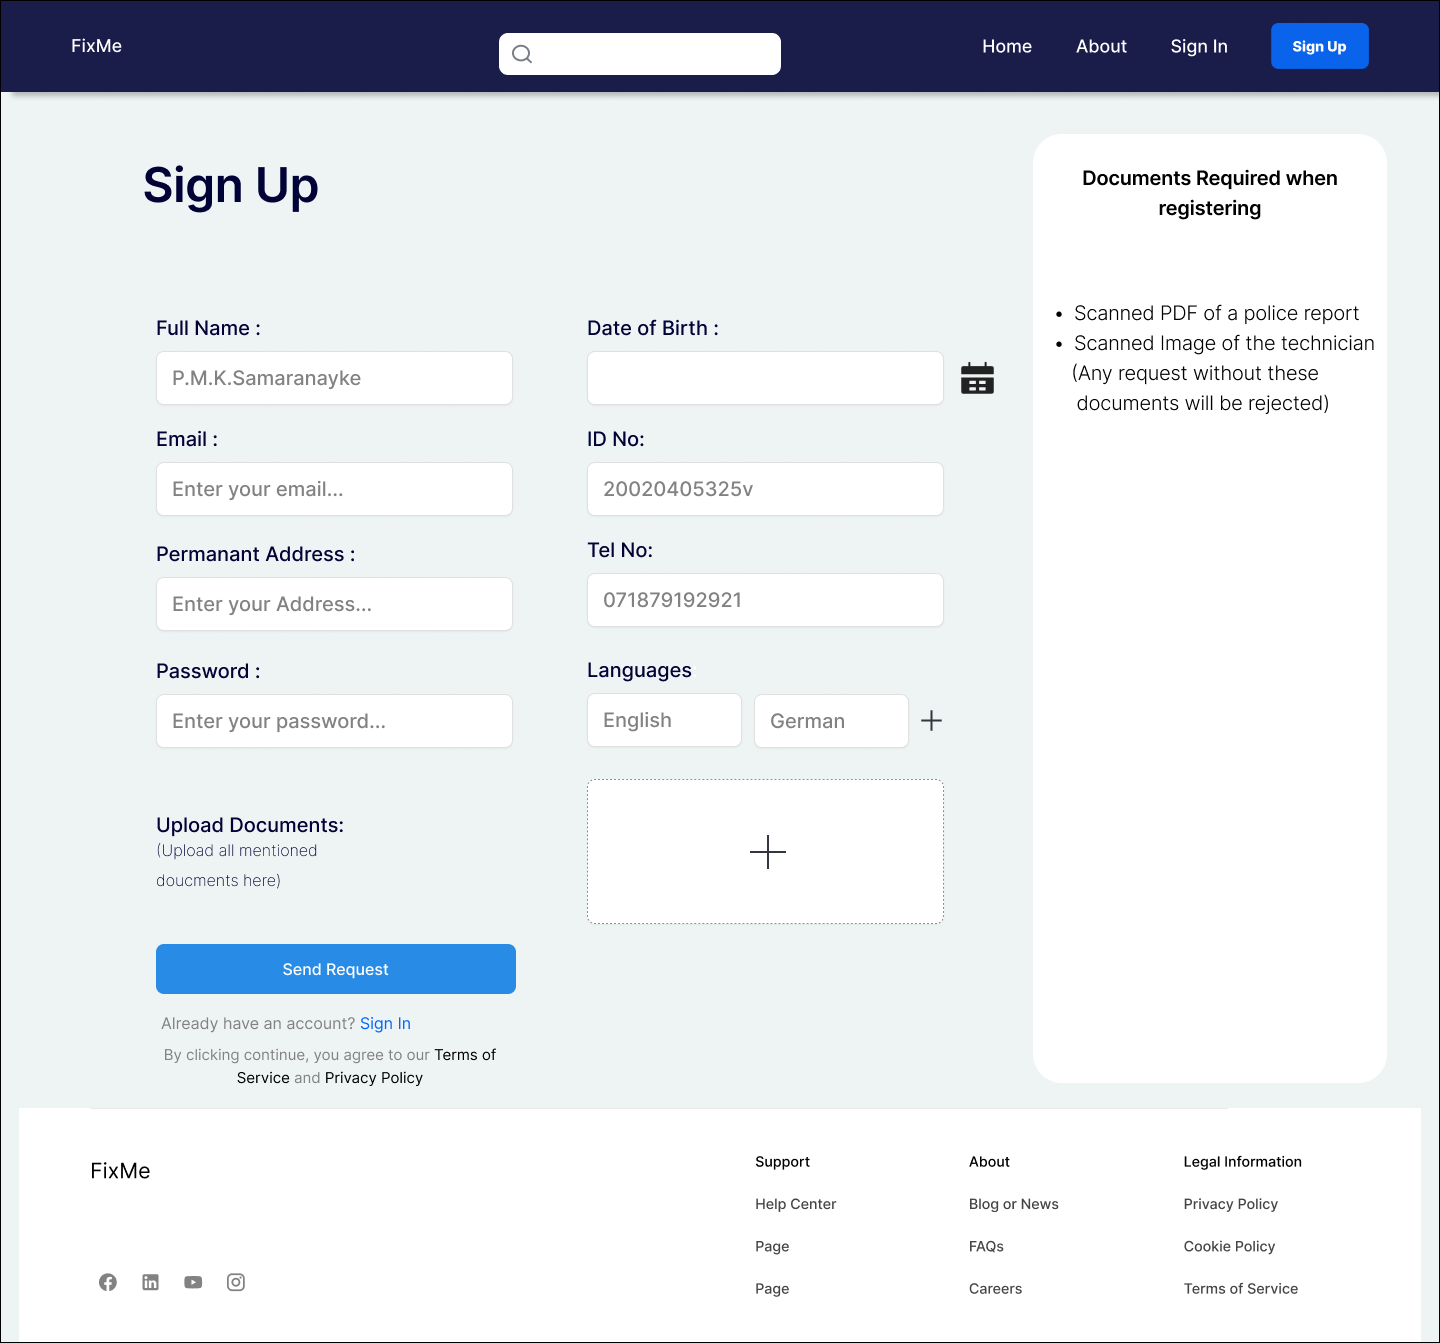 FixMe
Home
About
Sign In
Sign Up
Sign Up
Full Name :
P.M.K.Samaranayke
Email :
Enter your email...
Permanant Address :
Enter your Address...
Password :
Enter your password...
Upload Documents:
(Upload all mentioned
doucments here)
Send Request
Already have an account? Sign In
By clicking continue, you agree to our Terms of
Service and Privacy Policy
Date of Birth :
ID No:
20020405325v
Tel No:
071879192921
Languages
English
German
Documents Required when
registering
• Scanned PDF of a police report
• Scanned Image of the technician
(Any request without these
documents will be rejected)
FixMe
Support
Help Center
Page
Page
About
Blog or News
FAQs
Careers
Legal Information
Privacy Policy
Cookie Policy
Terms of Service